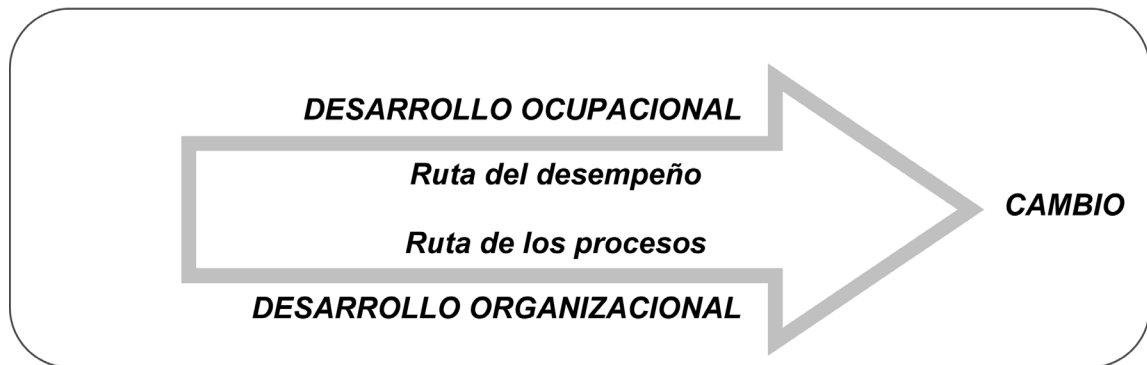 DESARROLLO OCUPACIONAL
Ruta del desempeño
CAMBIO
Ruta de los procesos
DESARROLLO ORGANIZACIONAL